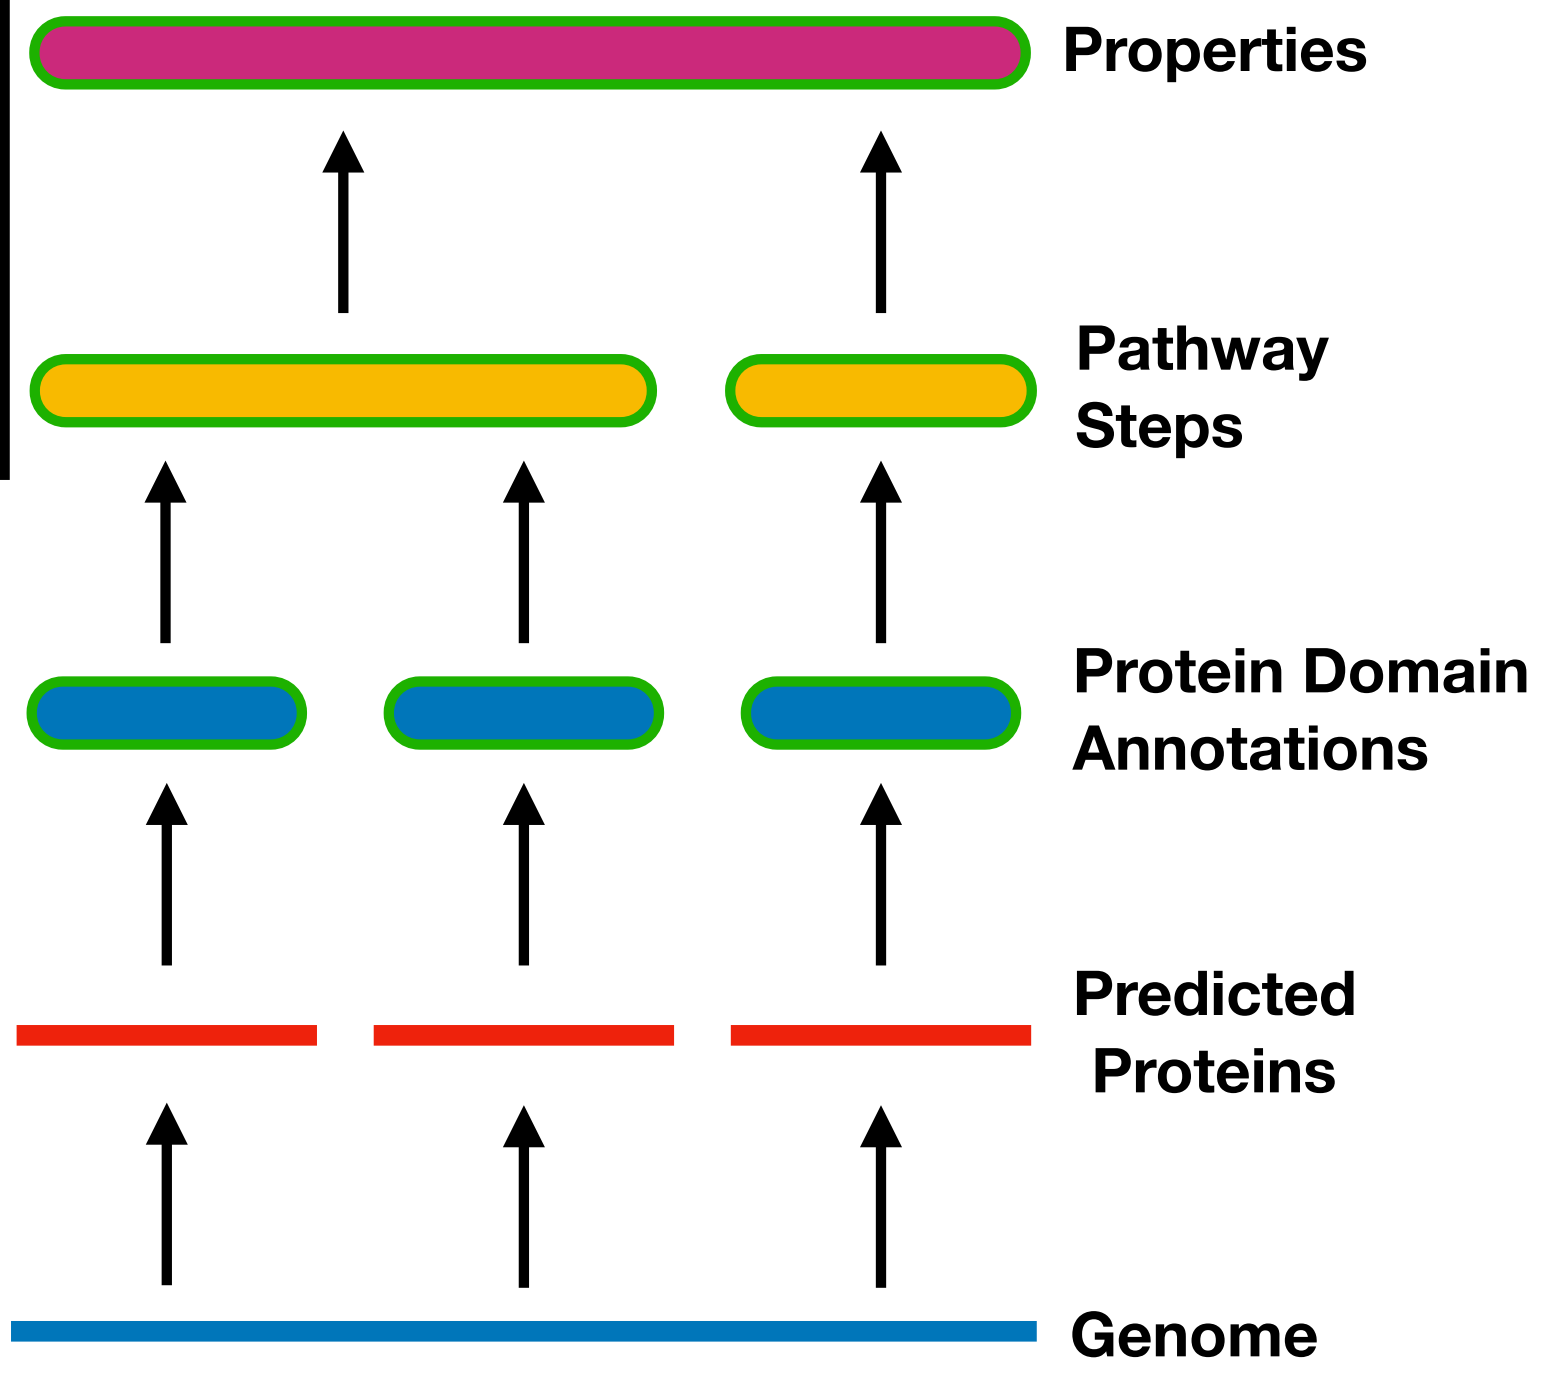 Properties
Pathway
Steps
Protein Domain
Annotations
Predicted
Proteins
Genome